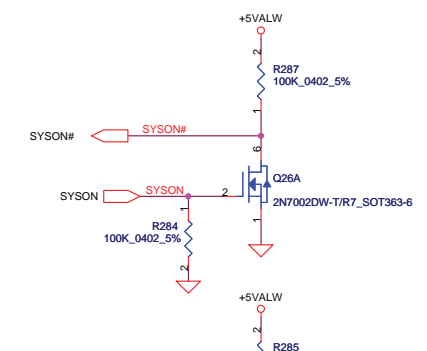 +5VALW
2
R287
100K_0402_5%
1
SYSON# SYSON#
6
Q26A
SYSON SYSON 2
2N7002DW-T/R7_SOT363-6
1 1
R284
100K_0402_5%
2
+5VALW
2
R285